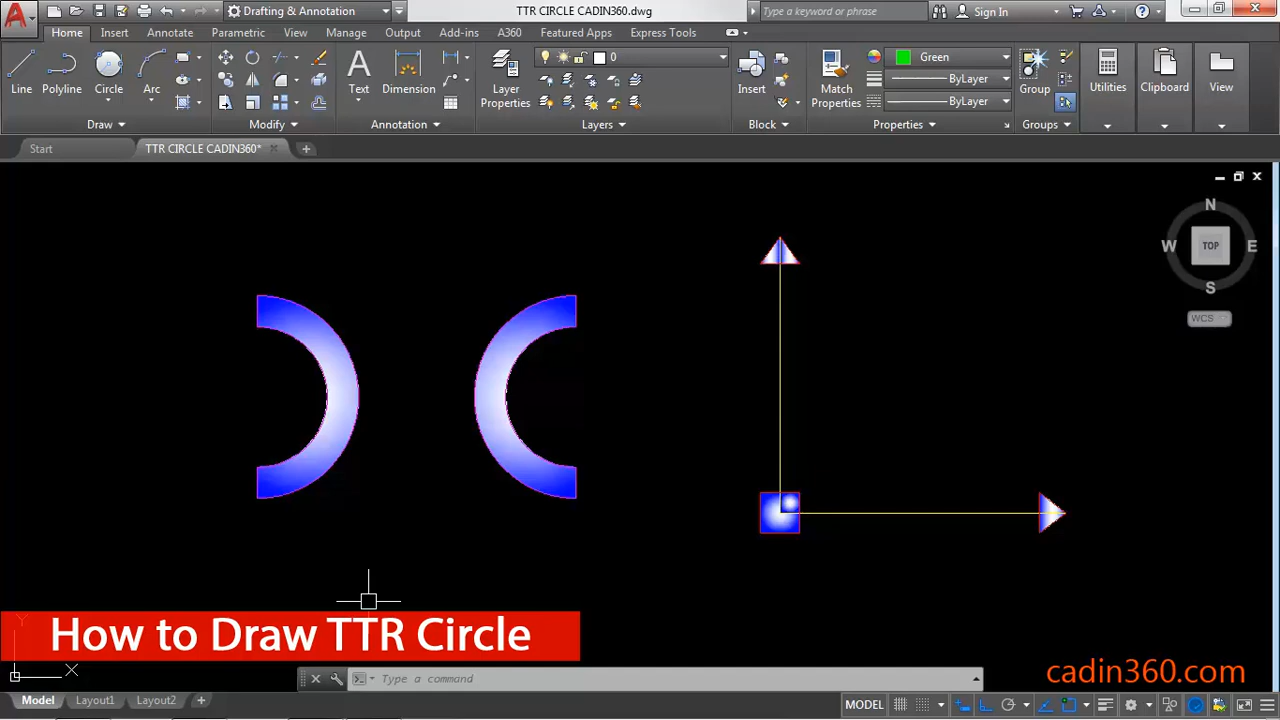 Drafting & Annotation
TTR CIRCLE CADIN360.dwg
Type a keyword or phrase
Sign In
Home Insert Annotate Parametric View Manage Output Add-ins A360 Featured Apps Express Tools
0
Green
ByLayer
ByLayer
Line Polyline Circle Arc
Text Dimension
Layer Properties
Insert
Match Properties
Group
Utilities Clipboard View
Draw Modify Annotation Layers Block Properties Groups
Start
TTR CIRCLE CADIN360*
N
W TOP E
S
WCS
How to Draw TTR Circle
Y
X
Type a command
cadin360.com
Model Layout1 Layout2
MODEL